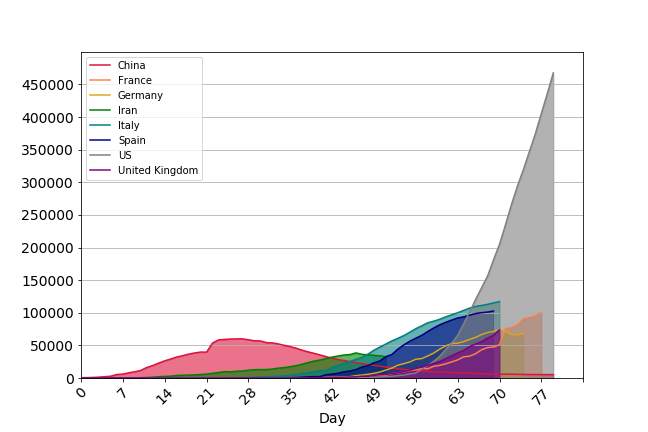 China
France
Germany
Iran
Italy
Spain
US
United Kingdom
450000
400000
350000
300000
250000
200000
150000
100000
50000
0
0 7 14 21 28 35 42 49 56 63 70 77
Day